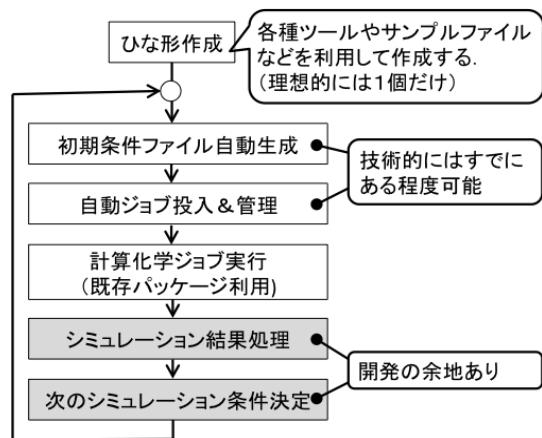 ひな形作成
各種ツールやサンプルファイル
などを利用して作成する.
(理想的には1個だけ)
初期条件ファイル自動生成
技術的にはすでに
ある程度可能
自動ジョブ投入&管理
計算化学ジョブ実行
(既存パッケージ利用)
シミュレーション結果処理
開発の余地あり
次のシミュレーション条件決定